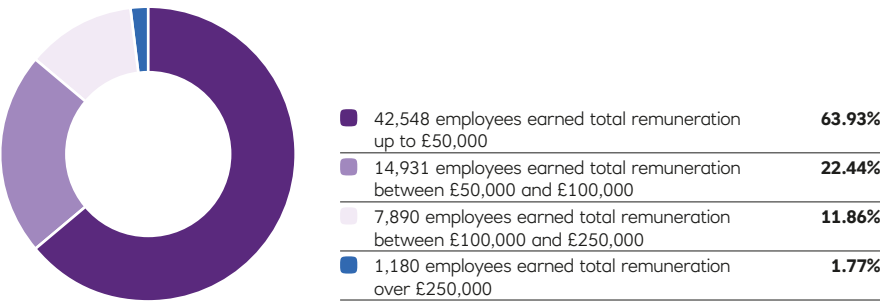 42,548 employees earned total remuneration 63.93%
up to £50,000
14,931 employees earned total remuneration 22.44%
between £50,000 and £100,000
7,890 employees earned total remuneration 11.86%
between £100,000 and £250,000
1,180 employees earned total remuneration 1.77%
over £250,000